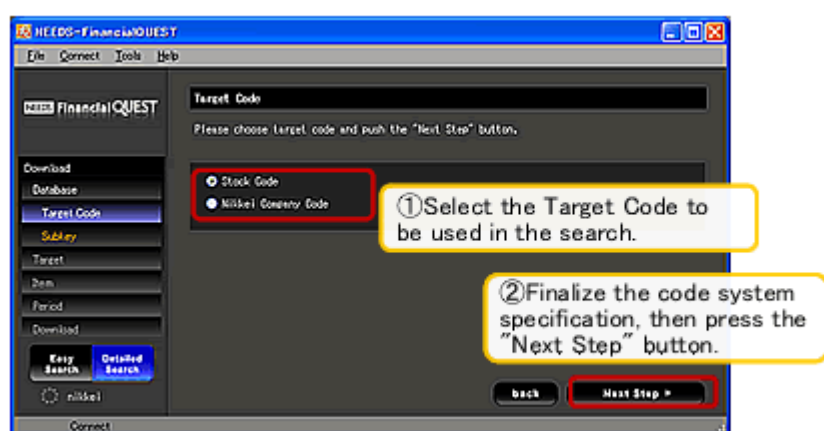 NEEDS-FinancialQUEST
File Connect Tools Help
NEEDS FinancialQUEST
Target Code
Please choose target code and push the "Next Step" button.
Download
Database
Target Code
Subkey
Target
Item
Period
Download
Stock Code
Nikkei Company Code
①Select the Target Code to
be used in the search.
②Finalize the code system
specification, then press the
"Next Step" button.
Easy Search
Detailed Search
nikkei
back
Next Step
Connect